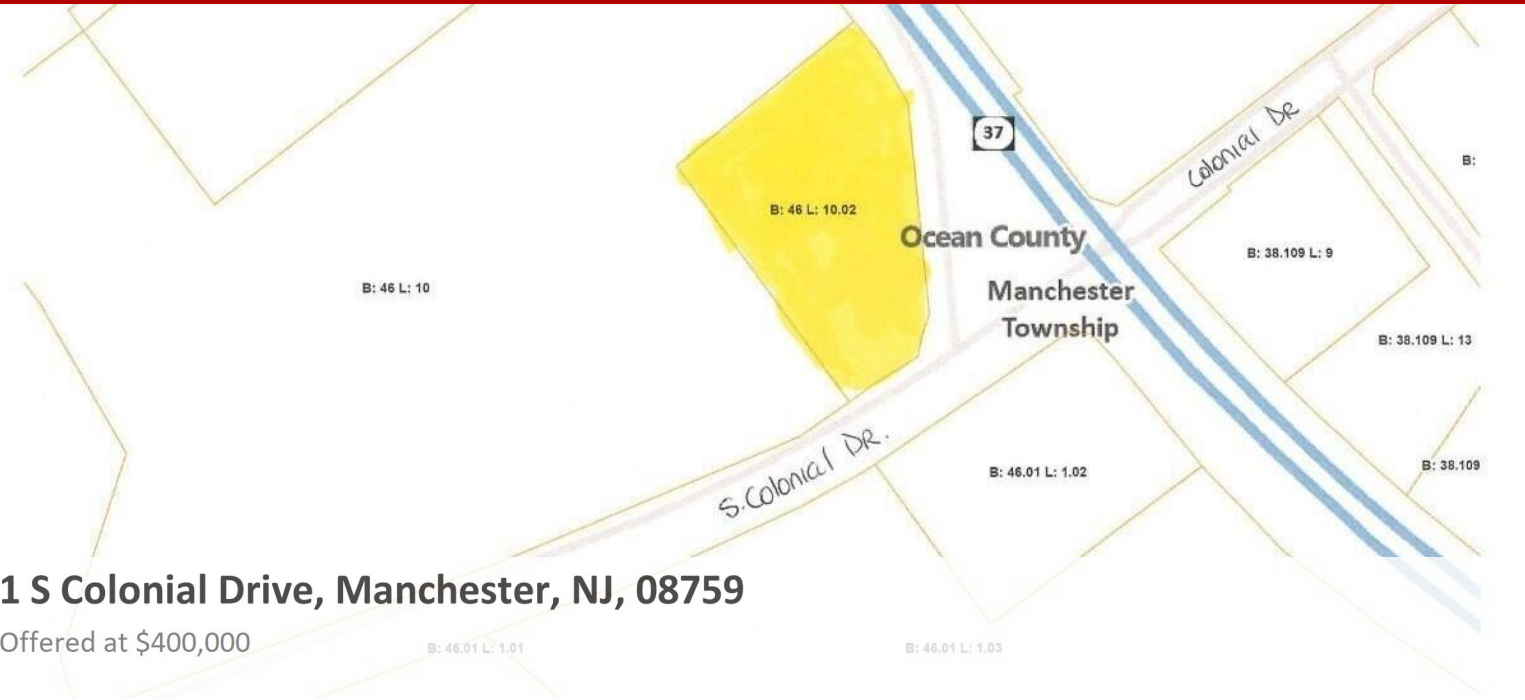 37
Colonial DR
B:
B: 46 L: 10.02
Ocean County
B: 38.109 L: 9
B: 46 L: 10
Manchester
Township
B: 38.109 L: 13
S. Colonial DR.
B: 46.01 L: 1.02
B: 38.109
1 S Colonial Drive, Manchester, NJ, 08759
Offered at $400,000
B: 46.01 L: 1.01
B: 46.01 L: 1.03